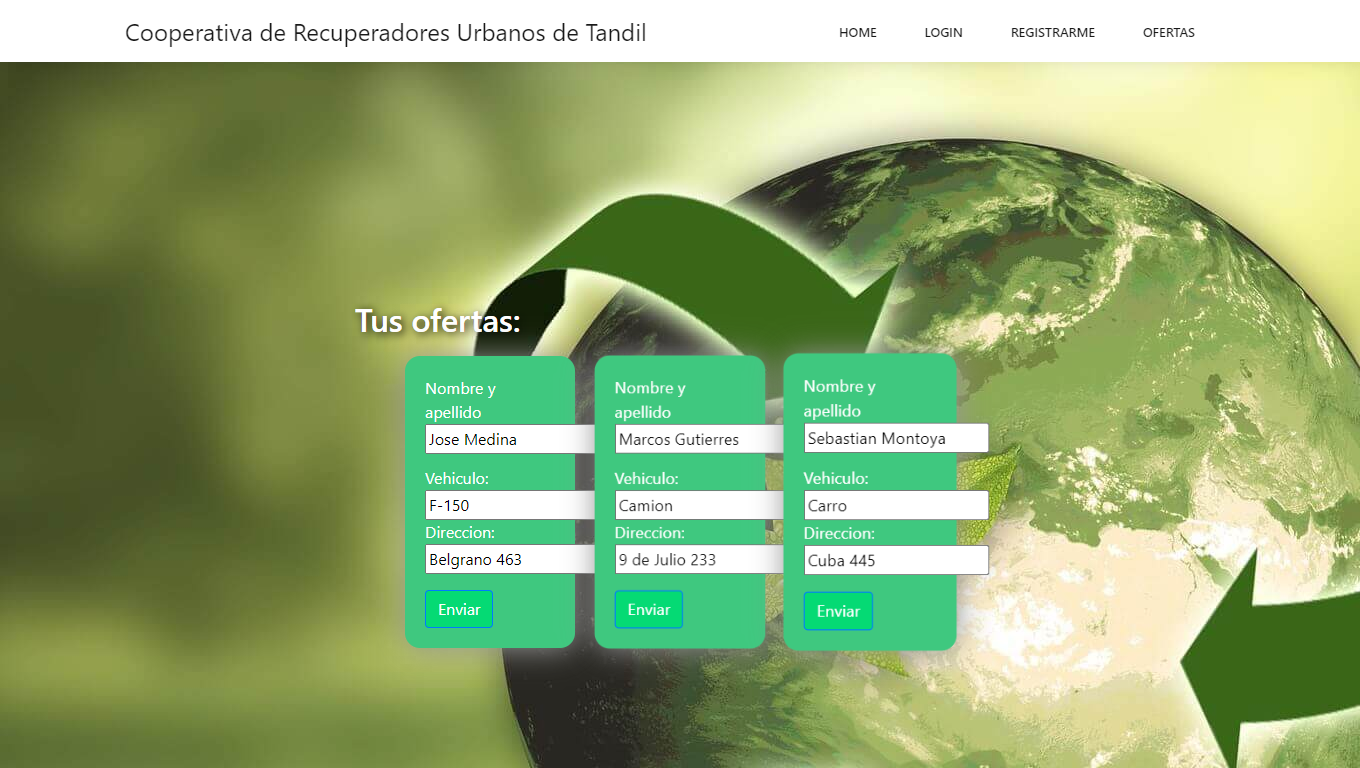 Cooperativa de Recuperadores Urbanos de Tandil
HOME LOGIN REGISTRARME OFERTAS
Tus ofertas:
Nombre y
apellido
Jose Medina
Vehiculo:
F-150
Direccion:
Belgrano 463
Enviar
Nombre y
apellido
Marcos Gutierres
Vehiculo:
Camion
Direccion:
9 de Julio 233
Enviar
Nombre y
apellido
Sebastian Montoya
Vehiculo:
Carro
Direccion:
Cuba 445
Enviar